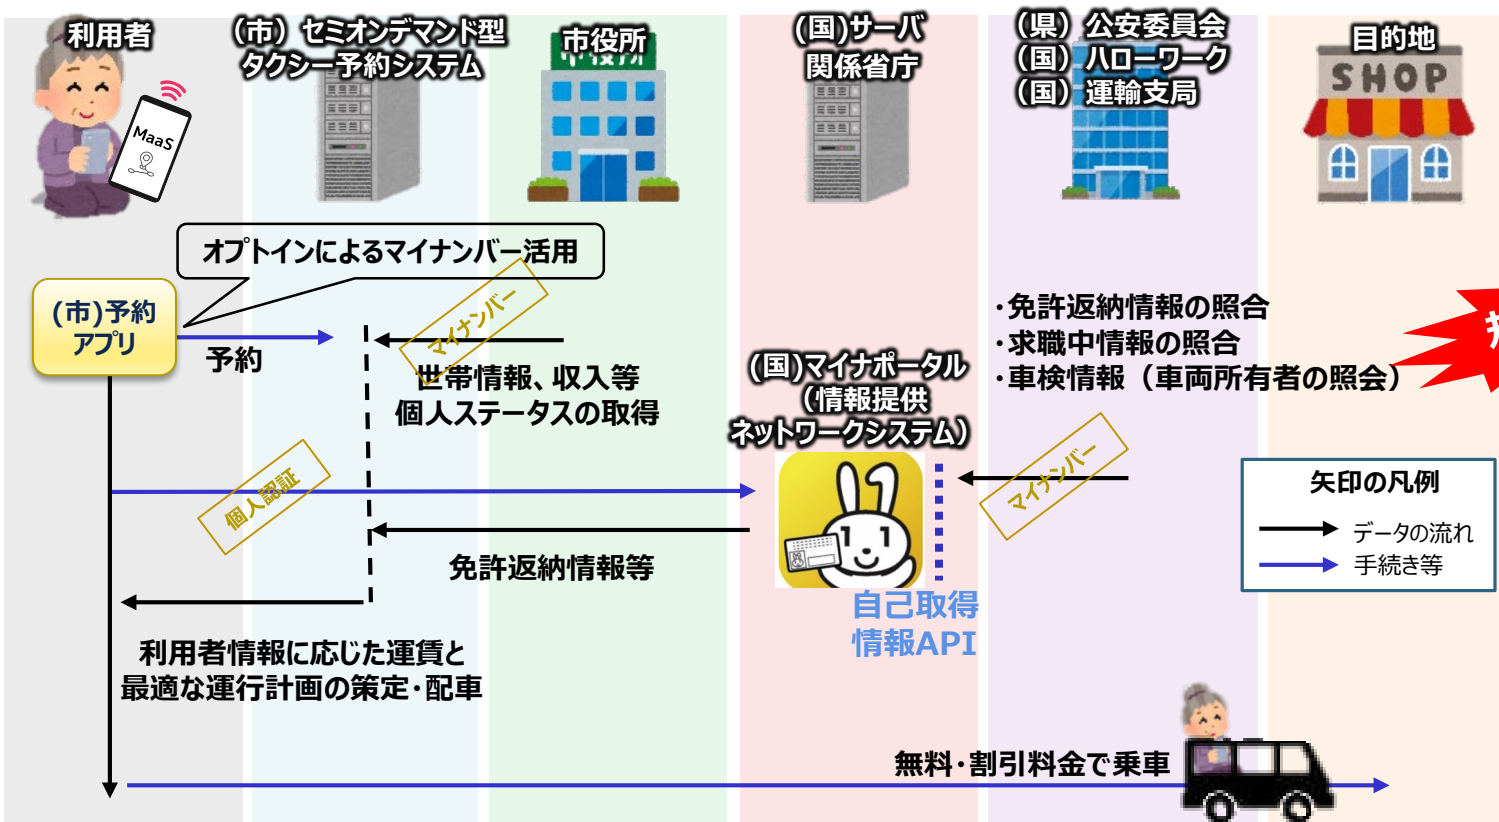 利用者
(市) セミオンデマンド型
タクシー予約システム
市役所
(国)サーバ
関係省庁
(県) 公安委員会
(国) ハローワーク
(国) 運輸支局
目的地
SHOP
MaaS
オプトインによるマイナンバー活用
(市)予約
アプリ
予約
マイナンバー
世帯情報、収入等
個人ステータスの取得
(国)マイナポータル
(情報提供
ネットワークシステム)
・免許返納情報の照合
・求職中情報の照合
・車検情報（車両所有者の照会）
個人認証
マイナンバー
矢印の凡例
データの流れ
手続き等
免許返納情報等
自己取得
情報API
利用者情報に応じた運賃と
最適な運行計画の策定・配車
無料・割引料金で乗車